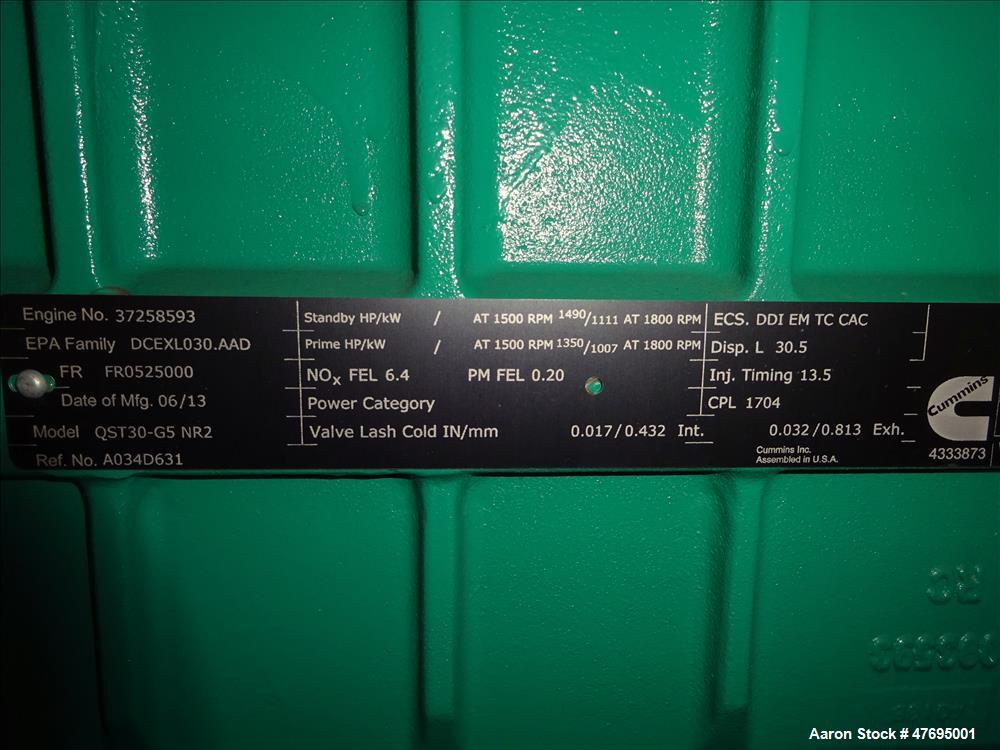 Engine No. 37258593
EPA Family DCEXL030.AAD
FR FR0525000
Date of Mfg. 06/13
Model QST30-G5 NR2
Ref. No. A034D631
Standby HP/kW / AT 1500 RPM 1490/1111 AT 1800 RPM
Prime HP/kW / AT 1500 RPM 1350/1007 AT 1800 RPM
NOx FEL 6.4 PM FEL 0.20
Power Category
Valve Lash Cold IN/mm 0.017/0.432 Int. 0.032/0.813 Exh.
ECS. DDI EM TC CAC
Disp. L 30.5
Inj. Timing 13.5
CPL 1704
Cummins Inc.
Assembled in U.S.A.
Cummins
4333873
Aaron Stock # 47695001